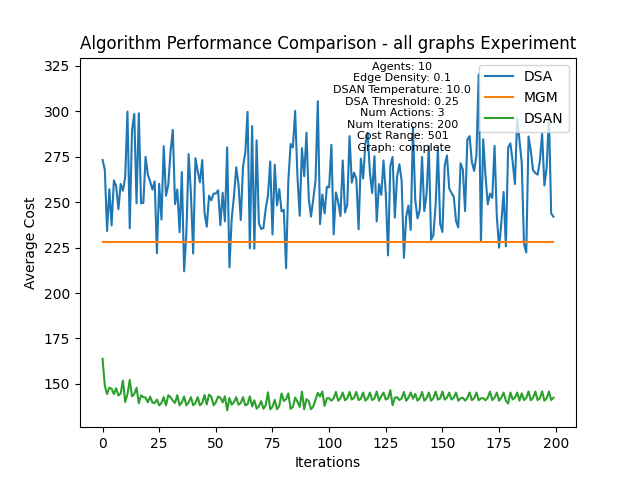 Algorithm Performance Comparison - all graphs Experiment
Agents: 10
Edge Density: 0.1
DSAN Temperature: 10.0
DSA Threshold: 0.25
Num Actions: 3
Num Iterations: 200
Cost Range: 501
Graph: complete
DSA
MGM
DSAN
Average Cost
325
300
275
250
225
200
175
150
0
25
50
75
100
125
150
175
200
Iterations